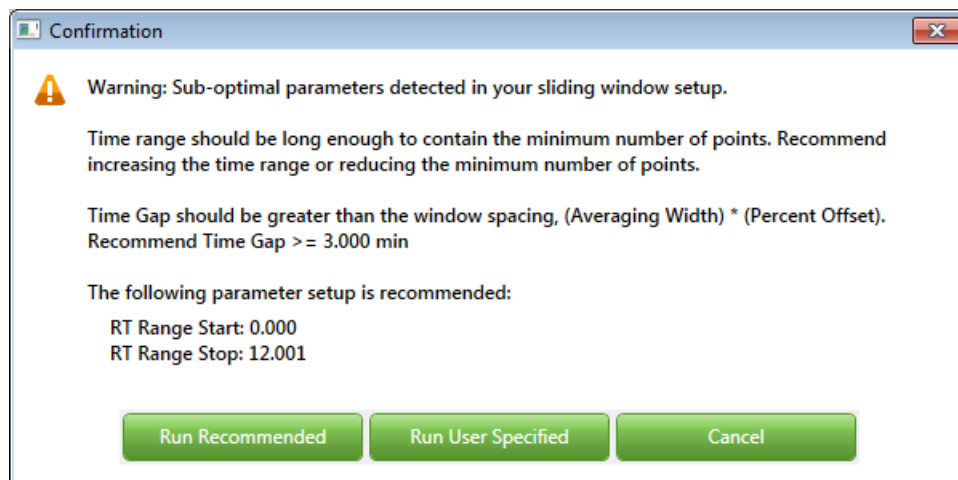 Confirmation
Warning: Sub-optimal parameters detected in your sliding window setup.
Time range should be long enough to contain the minimum number of points. Recommend
increasing the time range or reducing the minimum number of points.
Time Gap should be greater than the window spacing, (Averaging Width) * (Percent Offset).
Recommend Time Gap >= 3.000 min
The following parameter setup is recommended:
RT Range Start: 0.000
RT Range Stop: 12.001
Run Recommended
Run User Specified
Cancel